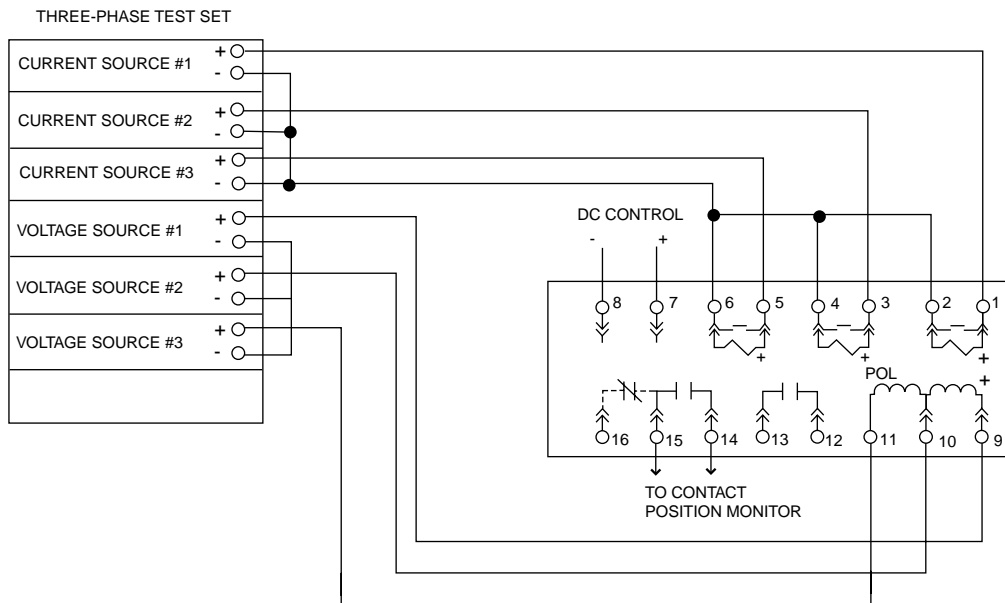 THREE-PHASE TEST SET
CURRENT SOURCE #1
+
-
CURRENT SOURCE #2
+
-
CURRENT SOURCE #3
+
-
VOLTAGE SOURCE #1
+
-
VOLTAGE SOURCE #2
+
-
VOLTAGE SOURCE #3
+
-
DC CONTROL
- +
8 7 6 5 4 3 2 1
+ + +
POL +
16 15 14 13 12 11 10 9
TO CONTACT
POSITION MONITOR